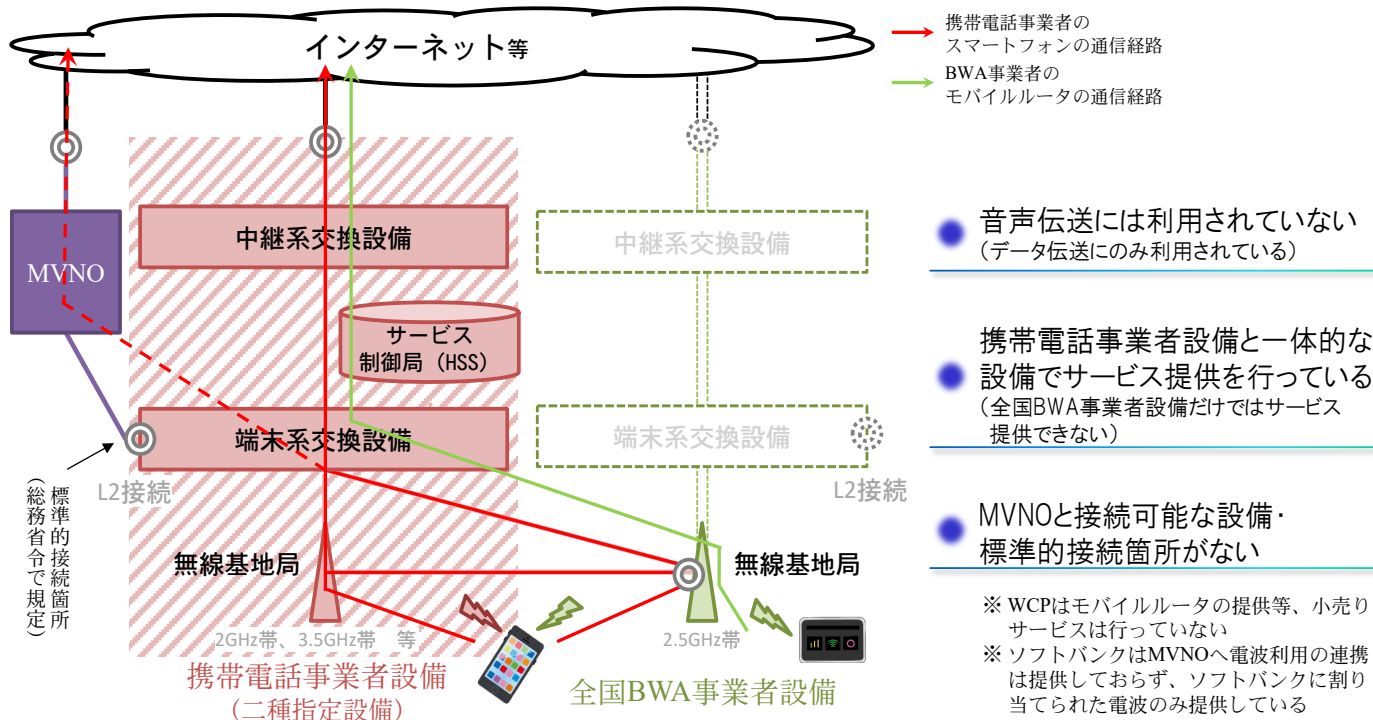 インターネット等
携帯電話事業者の
スマートフォンの通信経路
BWA事業者の
モバイルルータの通信経路
MVNO
中継系交換設備
中継系交換設備
サービス
制御局（HSS）
端末系交換設備
端末系交換設備
L2接続
L2接続
標準的接続箇所
（総務省令で規定）
無線基地局
無線基地局
2GHz帯、3.5GHz帯　等
2.5GHz帯
携帯電話事業者設備
（二種指定設備）
全国BWA事業者設備
音声伝送には利用されていない
（データ伝送にのみ利用されている）
携帯電話事業者設備と一体的な
設備でサービス提供を行っている
（全国BWA事業者設備だけではサービス
提供できない）
MVNOと接続可能な設備・
標準的接続箇所がない
※ WCPはモバイルルータの提供等、小売り
サービスは行っていない
※ ソフトバンクはMVNOへ電波利用の連携
は提供しておらず、ソフトバンクに割り
当てられた電波のみ提供している